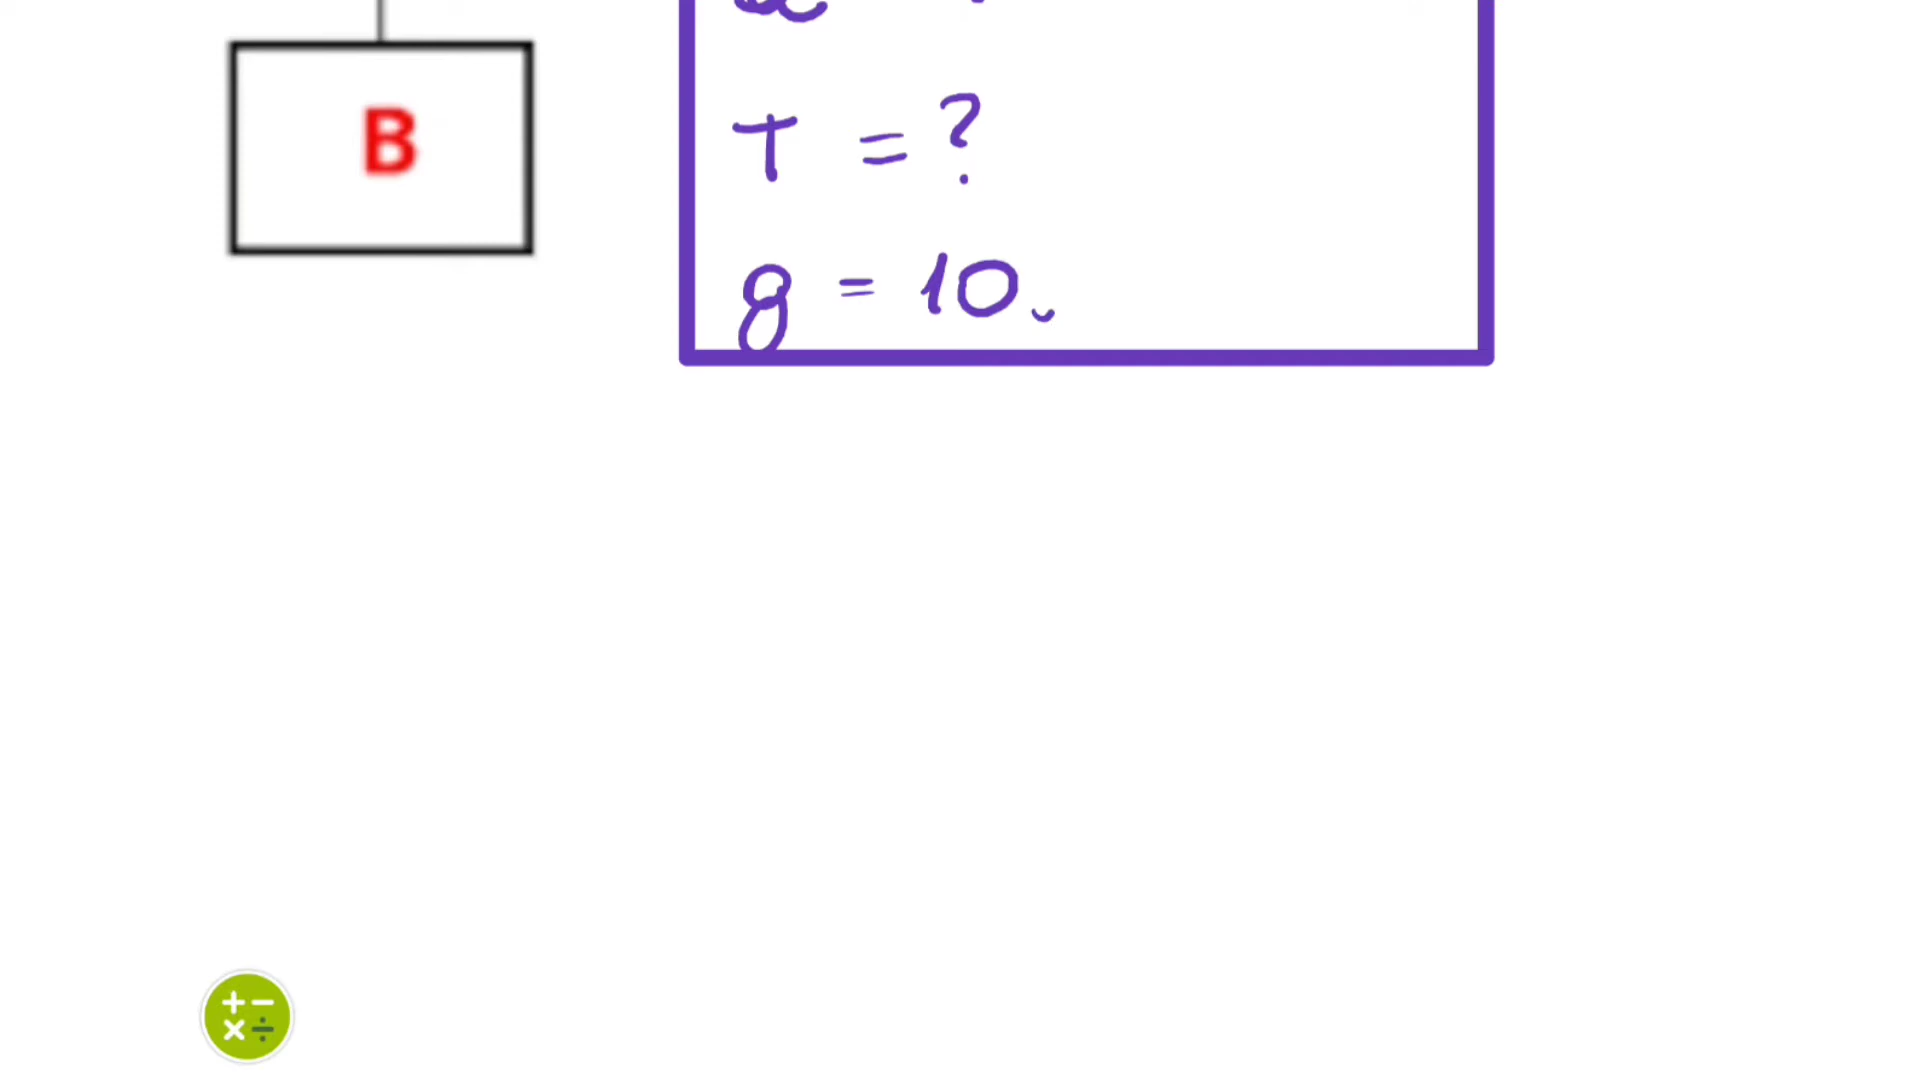 B
T = ?
g = 10